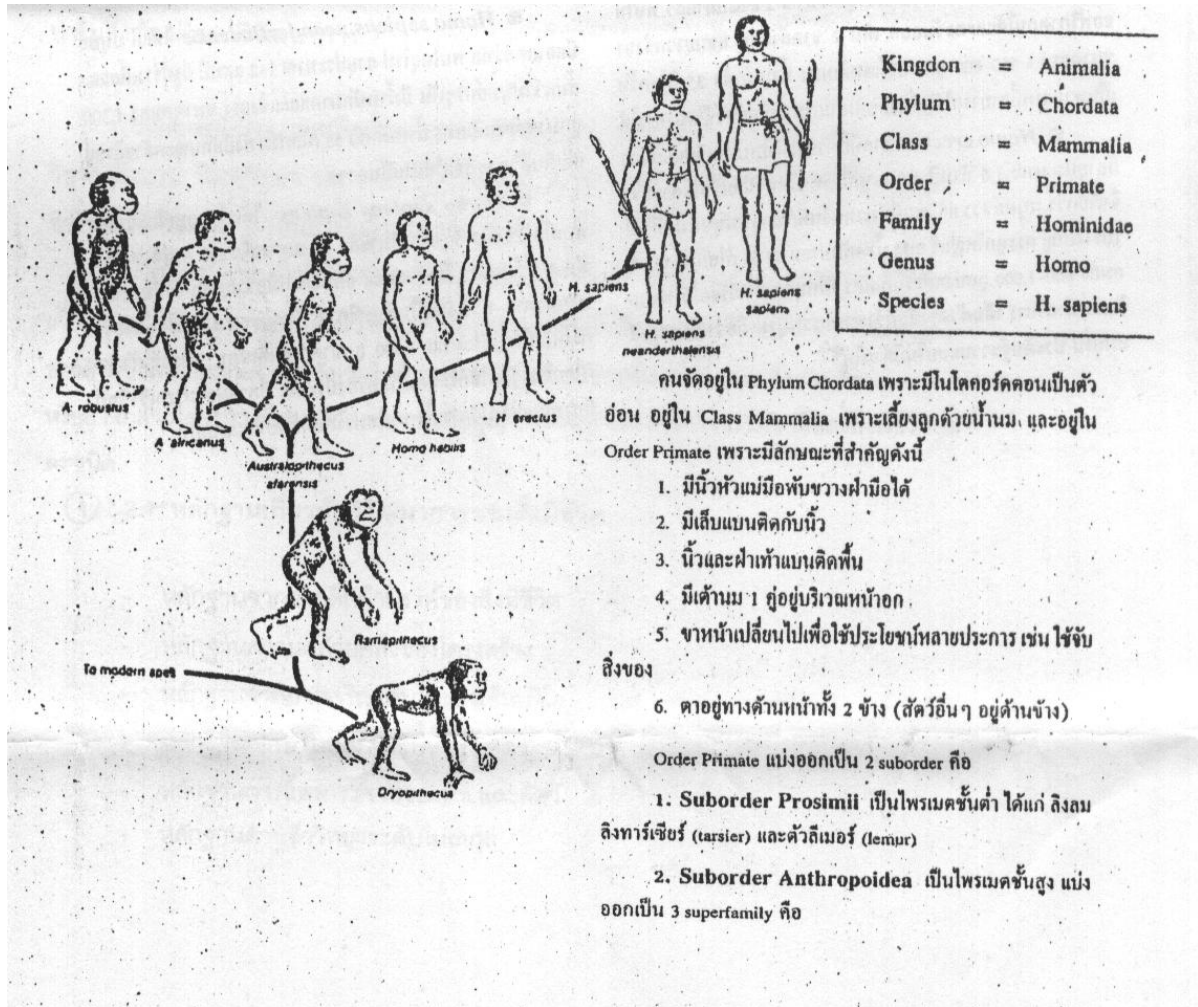 Kingdon = Animalia
Phylum = Chordata
Class = Mammalia
Order = Primate
Family = Hominidae
Genus = Homo
Species = H. sapiens
H. sapiens
H. sapiens
sapiens
H. sapiens
neanderthalensis
A. robustus
A. africanus
Australopithecus
afarensis
Homo habilis
H. erectus
Ramapithecus
To modern apes
Dryopithecus
คนจัดอยู่ใน Phylum Chordata เพราะมีโนโตคอร์ดตอนเป็นตัว
อ่อน อยู่ใน Class Mammalia เพราะเลี้ยงลูกด้วยน้ำนม และอยู่ใน
Order Primate เพราะมีลักษณะที่สำคัญดังนี้
1. มีนิ้วหัวแม่มือพับขวางฝ่ามือได้
2. มีเล็บแบนติดกับนิ้ว
3. นิ้วและฝ่าเท้าแบนติดพื้น
4. มีเต้านม 1 คู่อยู่บริเวณหน้าอก
5. ขาหน้าเปลี่ยนไปเพื่อใช้ประโยชน์หลายประการ เช่น ใช้จับ
สิ่งของ
6. ตาอยู่ทางด้านหน้าทั้ง 2 ข้าง (สัตว์อื่น ๆ อยู่ด้านข้าง)
Order Primate แบ่งออกเป็น 2 suborder คือ
1. Suborder Prosimii เป็นไพรเมตชั้นต่ำ ได้แก่ ลิงลม
ลิงทาร์เซียร์ (tarsier) และตัวลีเมอร์ (lemur)
2. Suborder Anthropoidea เป็นไพรเมตชั้นสูง แบ่ง
ออกเป็น 3 superfamily คือ